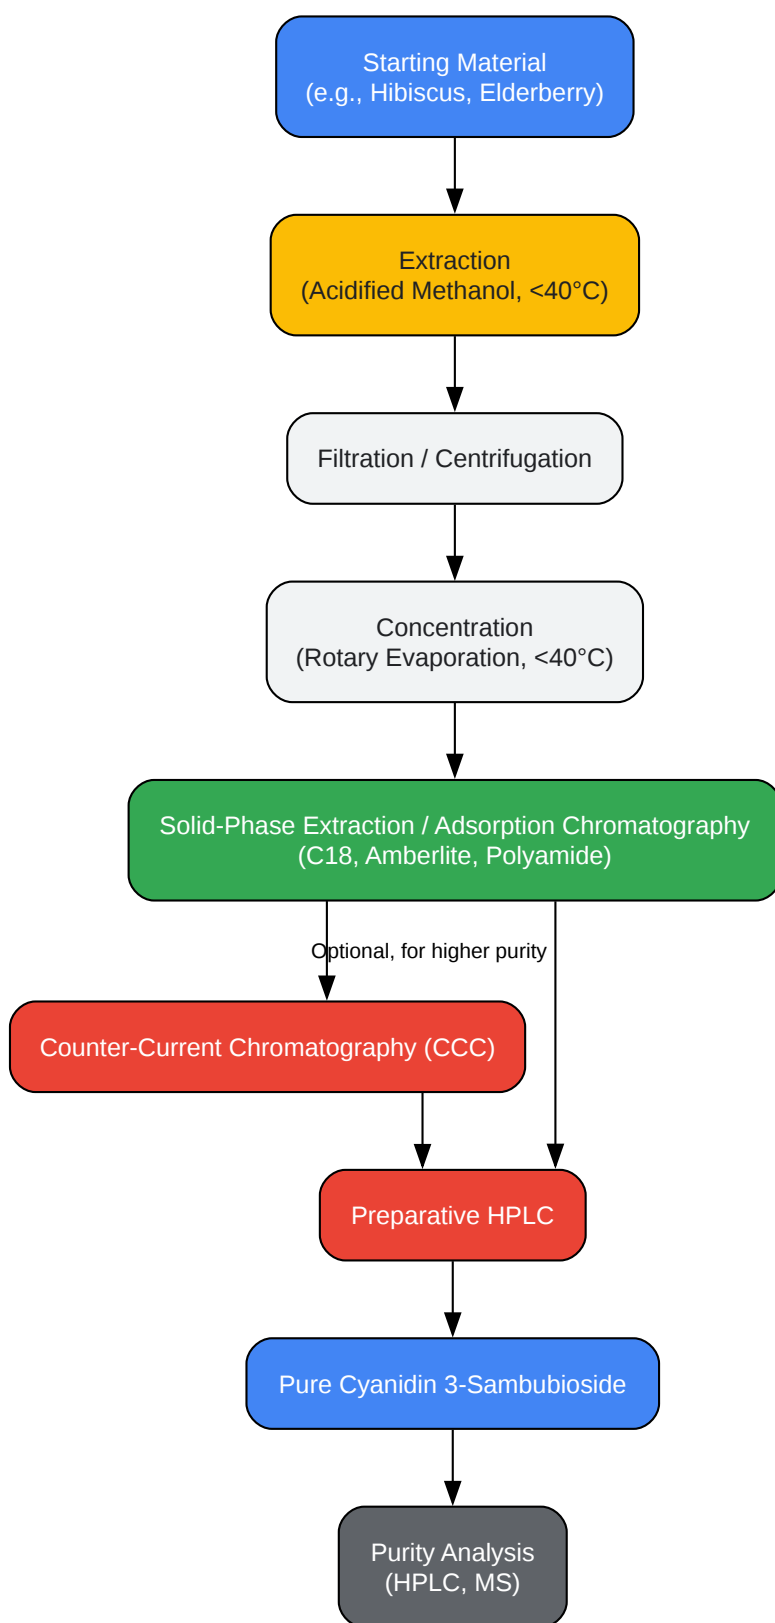 Starting Material
(e.g., Hibiscus, Elderberry)
Extraction
(Acidified Methanol, <40°C)
Filtration / Centrifugation
Concentration
(Rotary Evaporation, <40°C)
Solid-Phase Extraction / Adsorption Chromatography
(C18, Amberlite, Polyamide)
Optional, for higher purity
Counter-Current Chromatography (CCC)
Preparative HPLC
Pure Cyanidin 3-Sambubioside
Purity Analysis
(HPLC, MS)